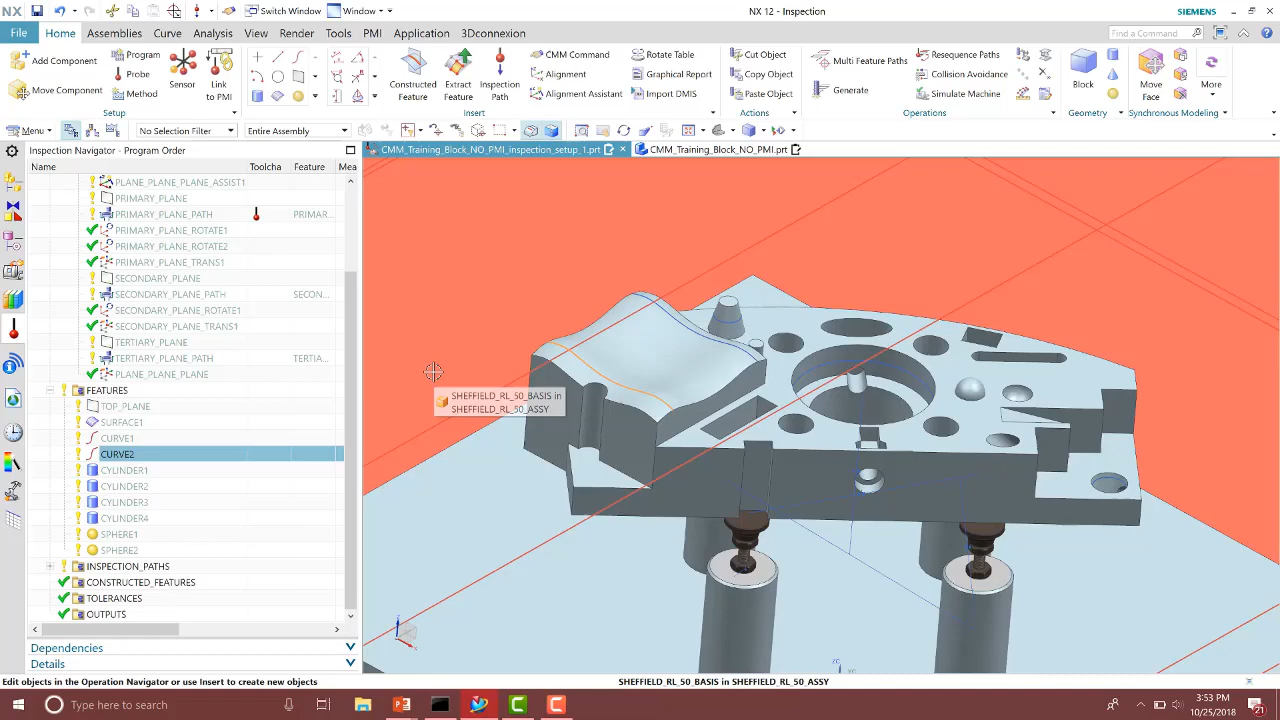 NX
Switch Window
Window
NX 12 - Inspection
SIEMENS
File
Home
Assemblies
Curve
Analysis
View
Render
Tools
PMI
Application
3Dconnexion
Find a Command
Add Component
Move Component
Program
Probe
Method
Sensor
Link to PMI
Setup
Constructed Feature
Extract Feature
Inspection Path
CMM Command
Alignment
Alignment Assistant
Rotate Table
Graphical Report
Import DMIS
Insert
Cut Object
Copy Object
Paste Object
Actions
Multi Feature Paths
Generate
Resequence Paths
Collision Avoidance
Simulate Machine
Operations
Block
Geometry
Move Face
More
Synchronous Modeling
Menu
No Selection Filter
Entire Assembly
Inspection Navigator - Program Order
CMM_Training_Block_NO_PMI_inspection_setup_1.prt
CMM_Training_Block_NO_PMI.prt
Name
Toolcha
Feature
Mea
PLANE_PLANE_PLANE_ASSIST1
PRIMARY_PLANE
PRIMARY_PLANE_PATH
PRIMAR...
PRIMARY_PLANE_ROTATE1
PRIMARY_PLANE_ROTATE2
PRIMARY_PLANE_TRANS1
SECONDARY_PLANE
SECONDARY_PLANE_PATH
SECON...
SECONDARY_PLANE_ROTATE1
SECONDARY_PLANE_TRANS1
TERTIARY_PLANE
TERTIARY_PLANE_PATH
TERTIA...
PLANE_PLANE_PLANE
FEATURES
TOP_PLANE
SURFACE1
CURVE1
CURVE2
CYLINDER1
CYLINDER2
CYLINDER3
CYLINDER4
SPHERE1
SPHERE2
INSPECTION_PATHS
CONSTRUCTED_FEATURES
TOLERANCES
OUTPUTS
SHEFFIELD_RL_50_BASIS in
SHEFFIELD_RL_50_ASSY
Dependencies
Details
Edit objects in the Operation Navigator or use Insert to create new objects
SHEFFIELD_RL_50_BASIS in SHEFFIELD_RL_50_ASSY
Type here to search
3:53 PM
10/25/2018
21